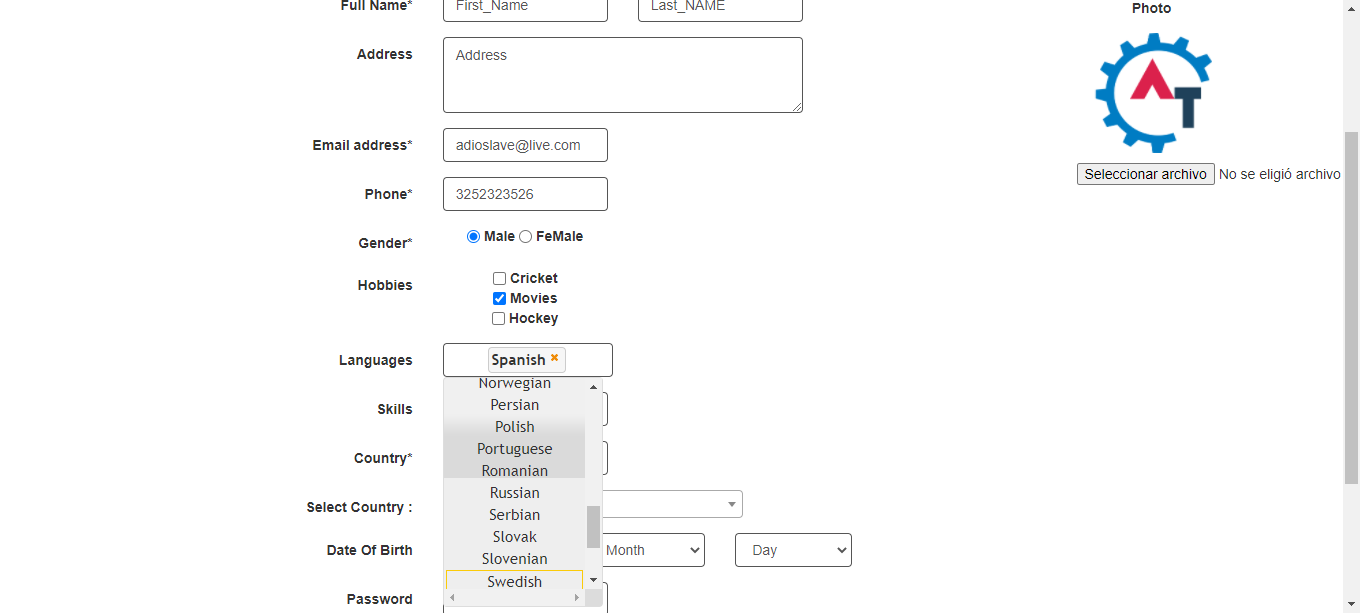 Full Name* First_Name Last_NAME Photo
Address Address
AT
Email address* adioslave@live.com
Seleccionar archivo No se eligió archivo
Phone* 3252323526
Gender* Male FeMale
Hobbies Cricket
Movies
Hockey
Languages Spanish
Norwegian
Persian
Skills
Polish
Portuguese
Country*
Romanian
Russian
Select Country :
Serbian
Slovak
Date Of Birth Month Day
Slovenian
Swedish
Password